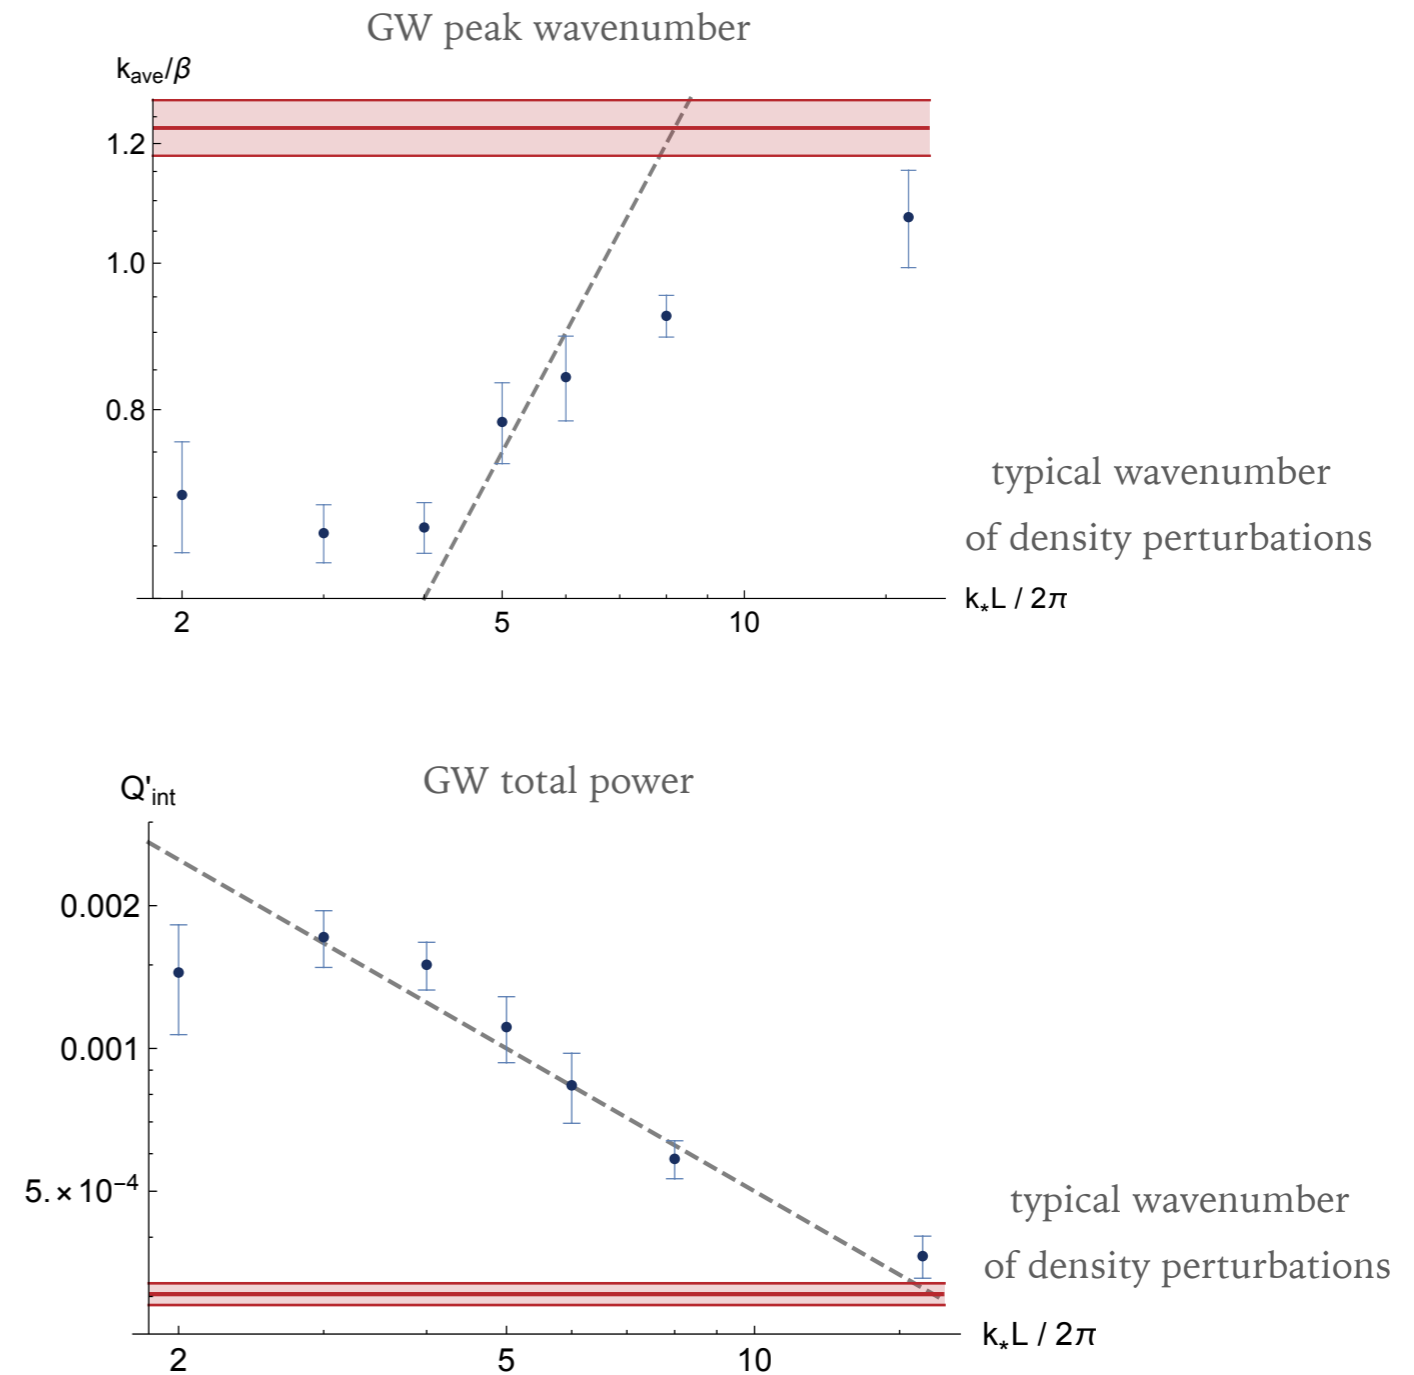 GW peak wavenumber
k_ave/β
1.2
1.0
0.8
typical wavenumber
of density perturbations
2
5
10
k_*L / 2π
GW total power
Q'_int
0.002
0.001
5.×10⁻⁴
typical wavenumber
of density perturbations
2
5
10
k_*L / 2π